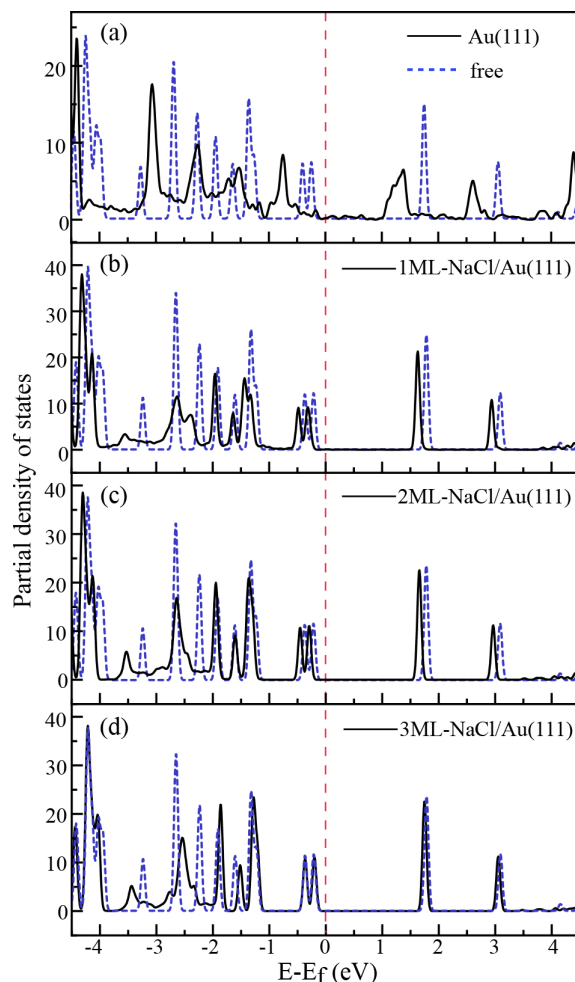 (a)
Au(111)
free
20
10
0
(b)
1ML-NaCl/Au(111)
40
30
20
10
0
(c)
2ML-NaCl/Au(111)
40
30
20
10
0
(d)
3ML-NaCl/Au(111)
40
30
20
10
0
-4 -3 -2 -1 0 1 2 3 4
E-Ef (eV)
Partial density of states